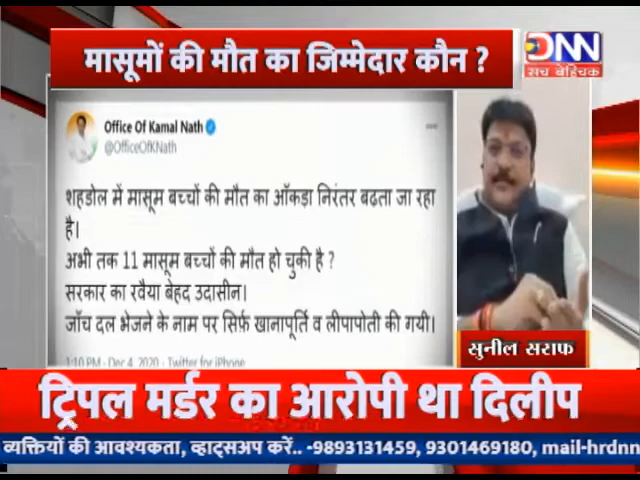 मासूमों की मौत का जिम्मेदार कौन ?
DNN
सच बेहिचक
Office Of Kamal Nath
@OfficeOfKNath
शहडोल में मासूम बच्चों की मौत का आँकड़ा निरंतर बढता जा रहा
है।
अभी तक 11 मासूम बच्चों की मौत हो चुकी है ?
सरकार का रवैया बेहद उदासीन।
जाँच दल भेजने के नाम पर सिर्फ़ खानापूर्ति व लीपापोती की गयी।
1:10 PM · Dec 4, 2020 · Twitter for iPhone
सुनील सराफ
ट्रिपल मर्डर का आरोपी था दिलीप
व्यक्तियों की आवश्यकता, व्हाट्सअप करें.. -9893131459, 9301469180, mail-hrdnn